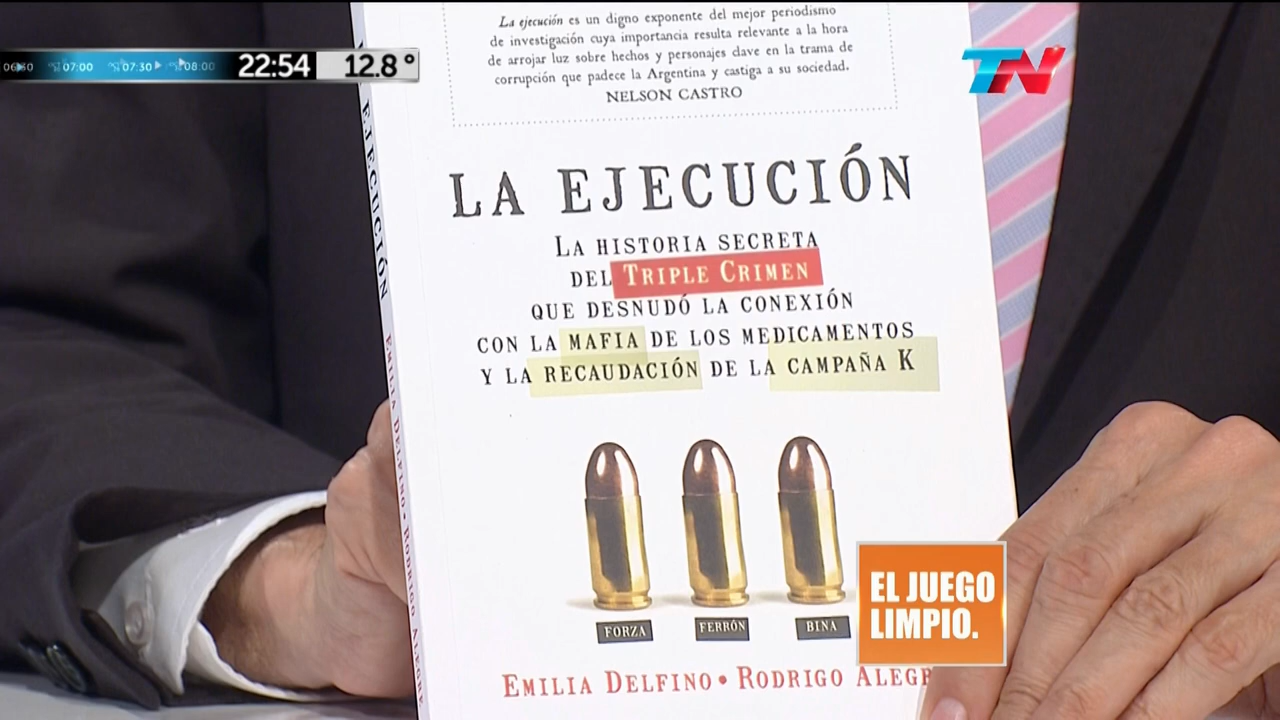 La ejecución es un digno exponente del mejor periodismo
de investigación cuya importancia resulta relevante a la hora
de arrojar luz sobre hechos y personajes clave en la trama de
corrupción que padece la Argentina y castiga a su sociedad.
NELSON CASTRO
07:00 07:30 08:00 22:54 12.8°
TN
LA EJECUCIÓN
LA HISTORIA SECRETA
DEL TRIPLE CRIMEN
QUE DESNUDÓ LA CONEXIÓN
CON LA MAFIA DE LOS MEDICAMENTOS
Y LA RECAUDACIÓN DE LA CAMPAÑA K
FORZA FERRÓN BINA
EMILIA DELFINO • RODRIGO ALEGR
EL JUEGO
LIMPIO.
EJECUCIÓN
EMILIA DELFINO • RODRIGO